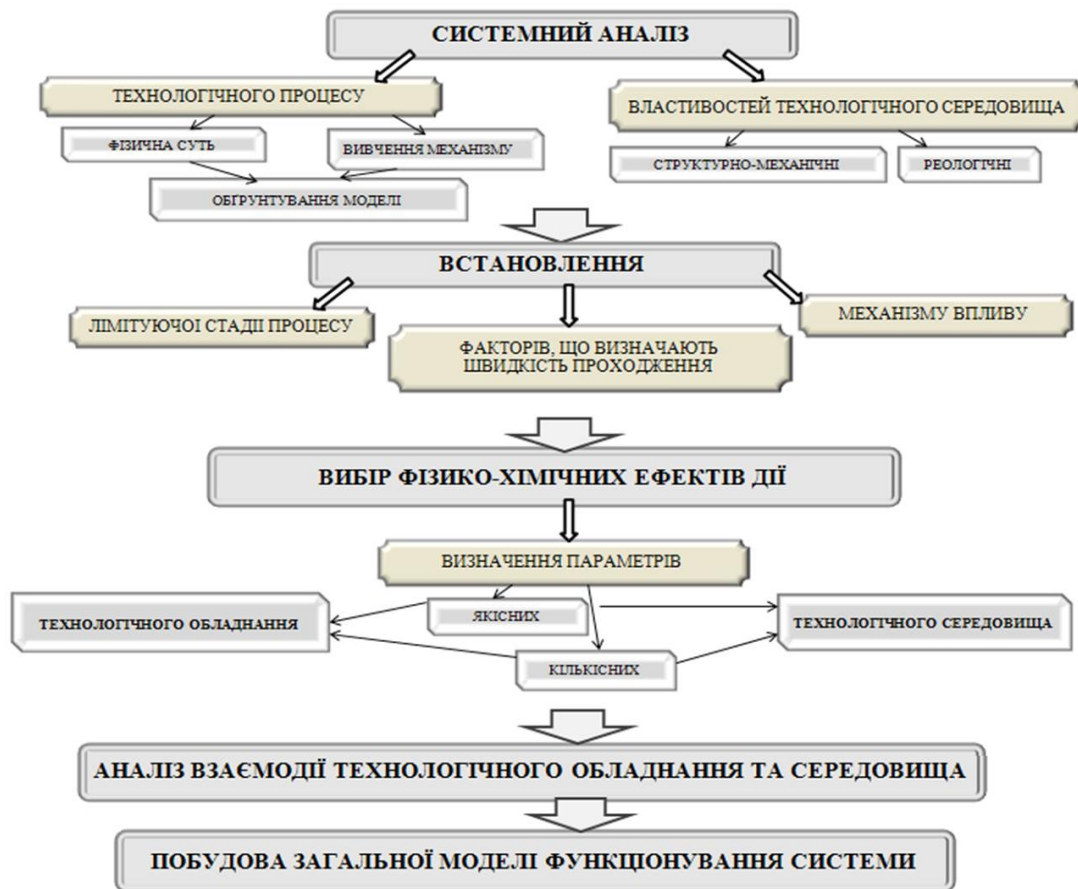 СИСТЕМНИЙ АНАЛІЗ
ТЕХНОЛОГІЧНОГО ПРОЦЕСУ
ВЛАСТИВОСТЕЙ ТЕХНОЛОГІЧНОГО СЕРЕДОВИЩА
ФІЗИЧНА СУТЬ
ВИВЧЕННЯ МЕХАНІЗМУ
СТРУКТУРНО-МЕХАНІЧНІ
РЕОЛОГІЧНІ
ОБҐРУНТУВАННЯ МОДЕЛІ
ВСТАНОВЛЕННЯ
ЛІМІТУЮЧОЇ СТАДІЇ ПРОЦЕСУ
МЕХАНІЗМУ ВПЛИВУ
ФАКТОРІВ, ЩО ВИЗНАЧАЮТЬ
ШВИДКІСТЬ ПРОХОДЖЕННЯ
ВИБІР ФІЗИКО-ХІМІЧНИХ ЕФЕКТІВ ДІЇ
ВИЗНАЧЕННЯ ПАРАМЕТРІВ
ЯКІСНИХ
ТЕХНОЛОГІЧНОГО ОБЛАДНАННЯ
ТЕХНОЛОГІЧНОГО СЕРЕДОВИЩА
КІЛЬКІСНИХ
АНАЛІЗ ВЗАЄМОДІЇ ТЕХНОЛОГІЧНОГО ОБЛАДНАННЯ ТА СЕРЕДОВИЩА
ПОБУДОВА ЗАГАЛЬНОЇ МОДЕЛІ ФУНКЦІОНУВАННЯ СИСТЕМИ